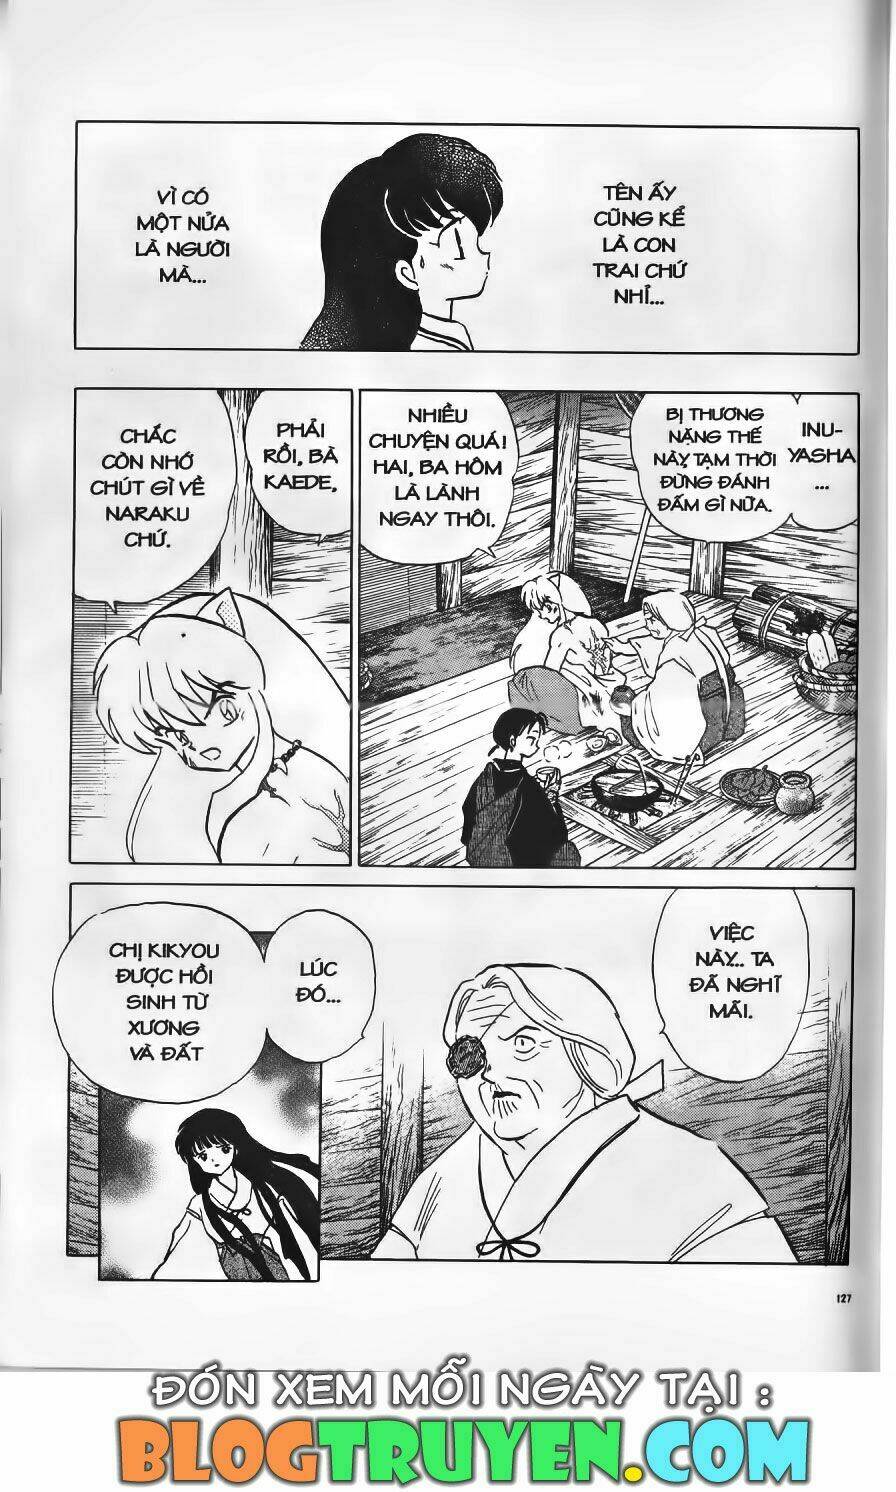 TÊN ẤY
CŨNG KỂ
LÀ CON
TRAI CHỨ
NHỈ...
VÌ CÓ
MỘT NỬA
LÀ NGƯỜI
MÀ...
INU-
YASHA
...
BỊ THƯƠNG
NẶNG THẾ
NÀY, TẠM THỜI
ĐỪNG ĐÁNH
ĐẤM GÌ NỮA.
NHIỀU
CHUYỆN QUÁ!
HAI, BA HÔM
LÀ LÀNH
NGAY THÔI.
PHẢI
RỒI, BÀ
KAEDE,
CHẮC
CÒN NHỚ
CHÚT GÌ VỀ
NARAKU
CHỨ.
VIỆC
NÀY... TA
ĐÃ NGHĨ
MÃI.
LÚC
ĐÓ...
CHỊ KIKYOU
ĐƯỢC HỒI
SINH TỪ
XƯƠNG
VÀ ĐẤT
127
ĐÓN XEM MỖI NGÀY TẠI :
BLOGTRUYEN.COM